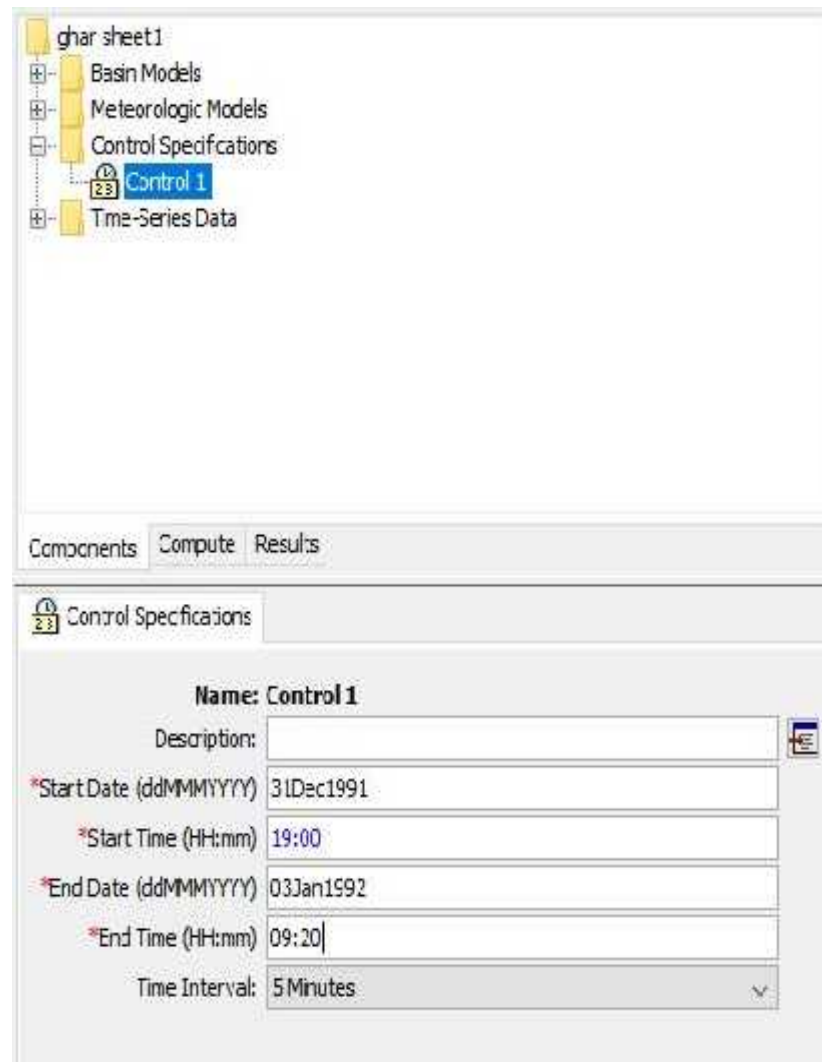 ghar sheet1
Basin Models
Meteorologic Models
Control Specifications
Control 1
Time-Series Data
Components Compute Results
Control Specifications
Name: Control 1
Description:
*Start Date (ddMMMYYYY) 31Dec1991
*Start Time (HH:mm) 19:00
*End Date (ddMMMYYYY) 03Jan1992
*End Time (HH:mm) 09:20
Time Interval: 5 Minutes